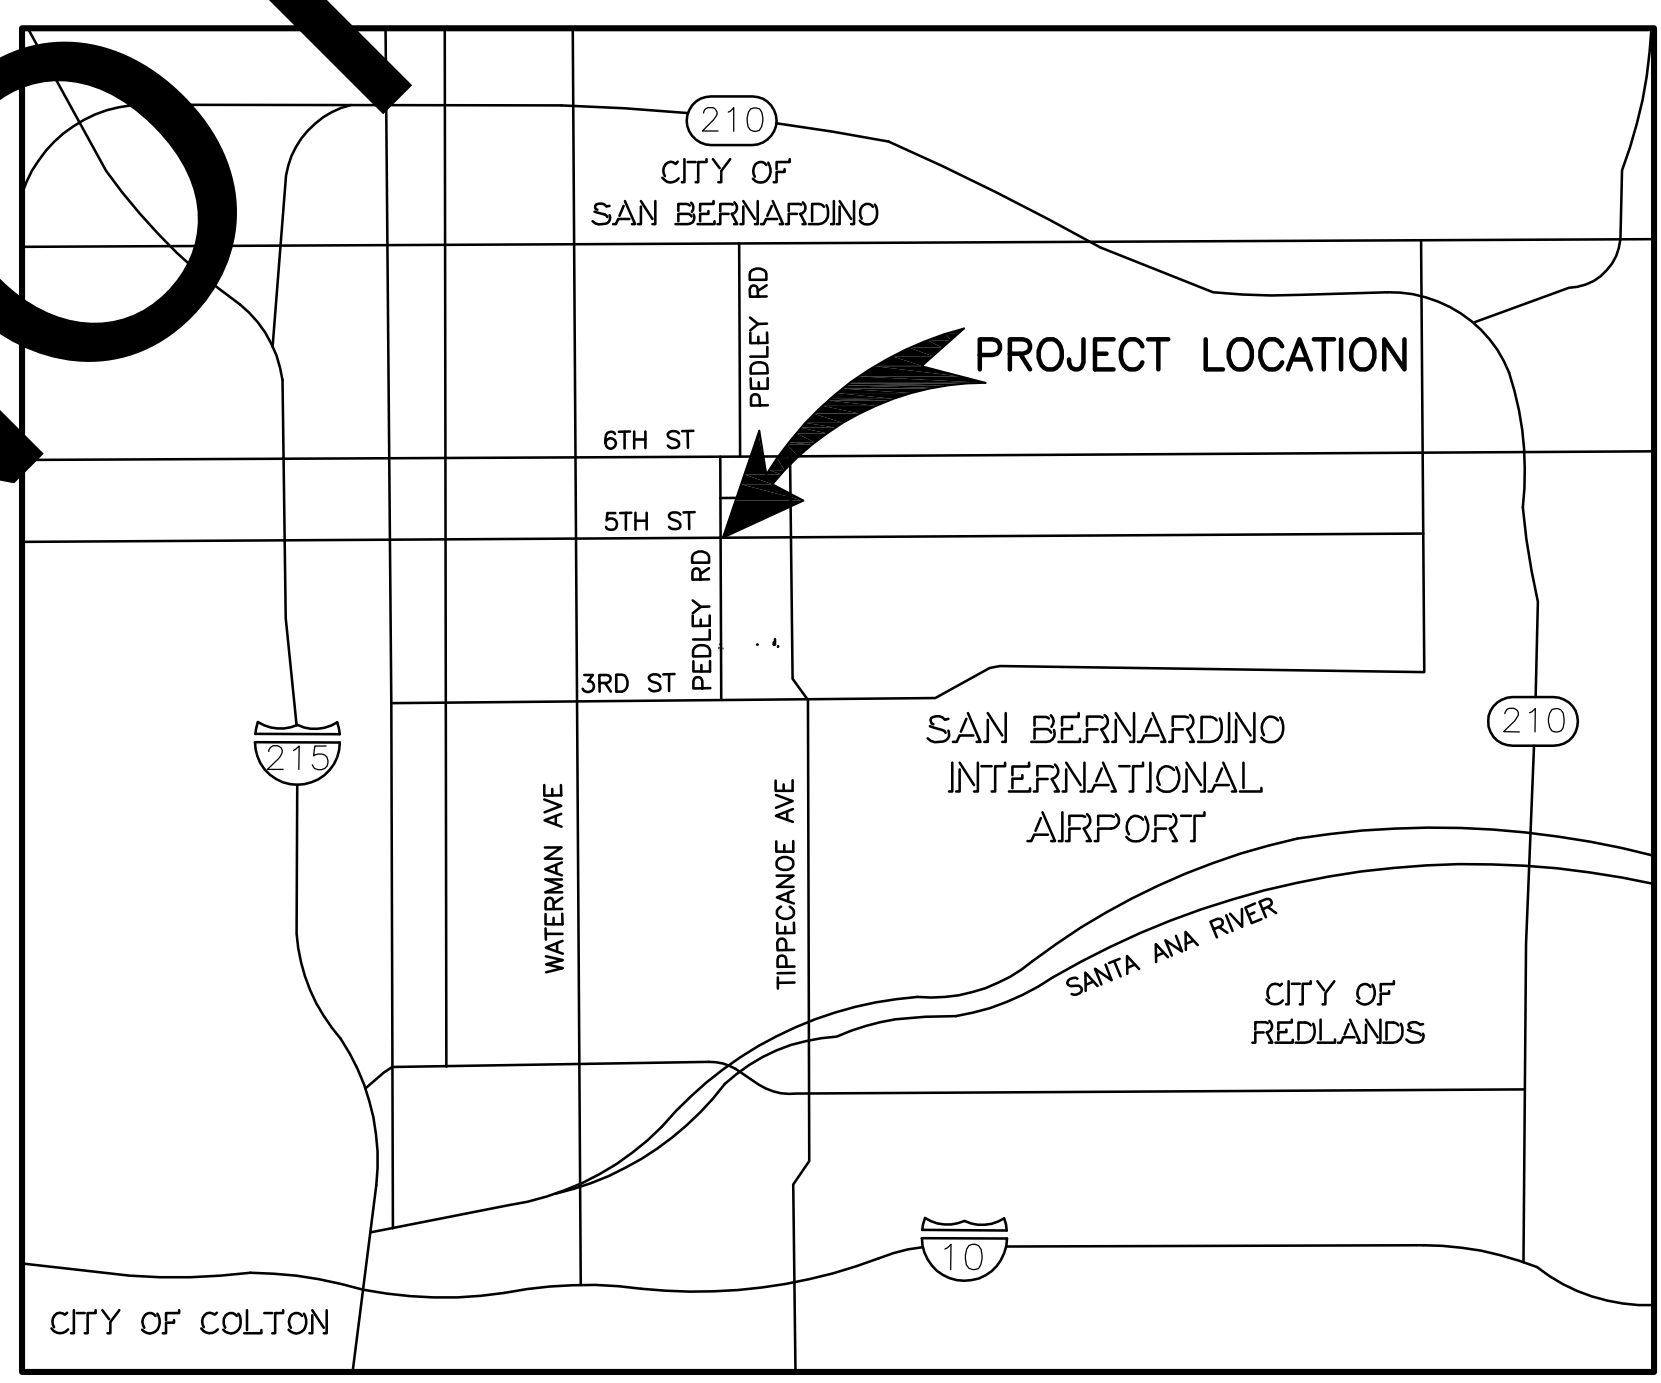 210
CITY OF
SAN BERNARDINO
PEDLEY RD
PROJECT LOCATION
6TH ST
5TH ST
PEDLEY RD
3RD ST
210
SAN BERNARDINO
INTERNATIONAL
AIRPORT
215
WATERMAN AVE
TIPPECANOE AVE
SANTA ANA RIVER
CITY OF
REDLANDS
10
CITY OF COLTON